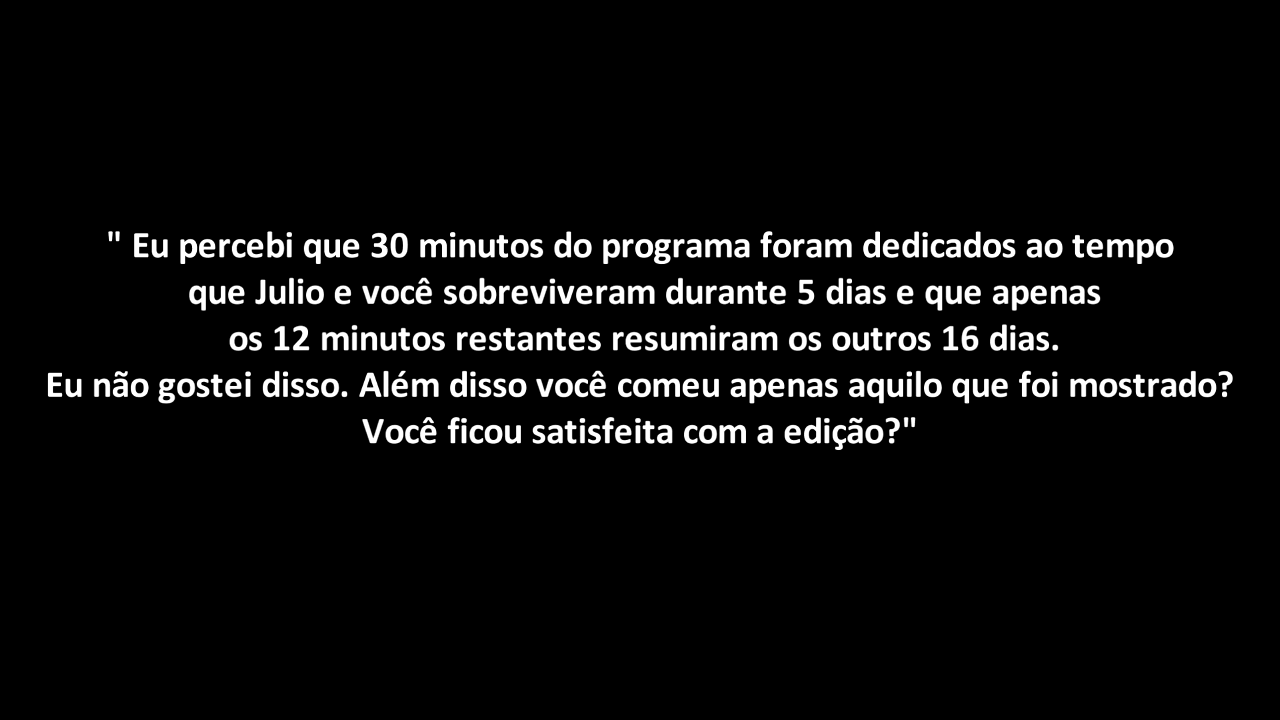 " Eu percebi que 30 minutos do programa foram dedicados ao tempo
que Julio e você sobreviveram durante 5 dias e que apenas
os 12 minutos restantes resumiram os outros 16 dias.
Eu não gostei disso. Além disso você comeu apenas aquilo que foi mostrado?
Você ficou satisfeita com a edição?"